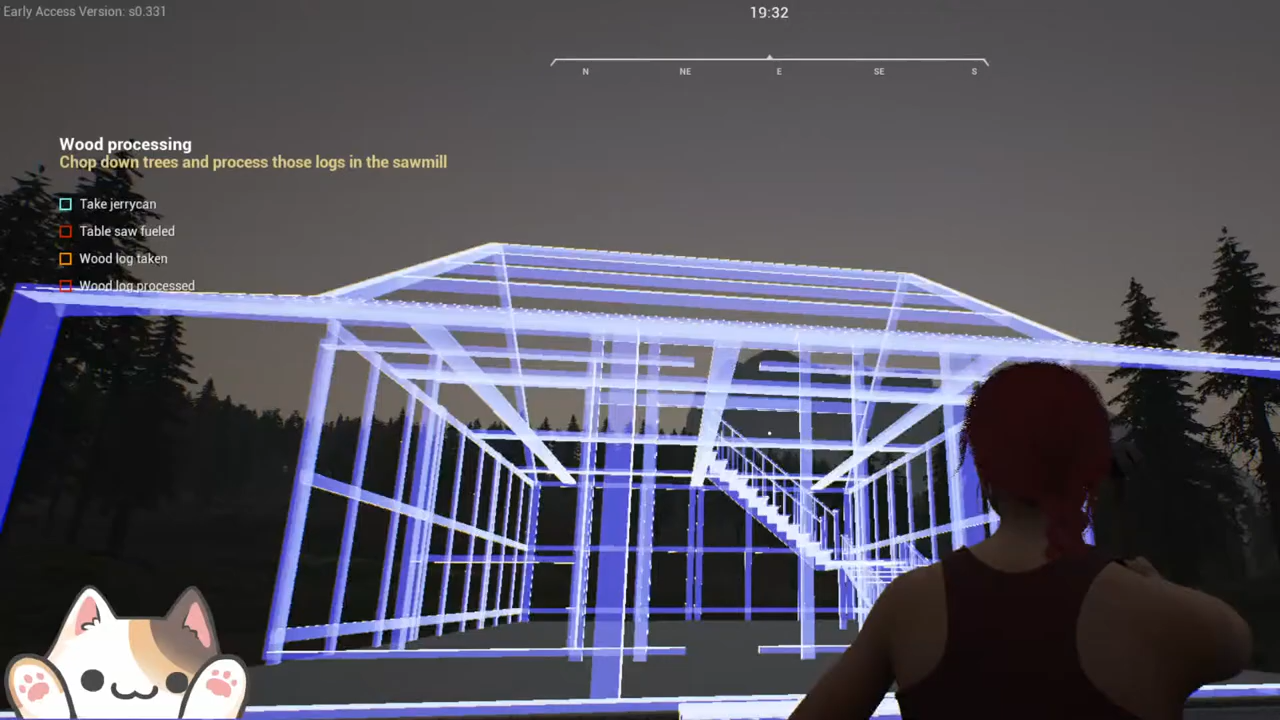 Early Access Version: s0.331
19:32
N NE E SE S
Wood processing
Chop down trees and process those logs in the sawmill
Take jerrycan
Table saw fueled
Wood log taken
Wood log processed